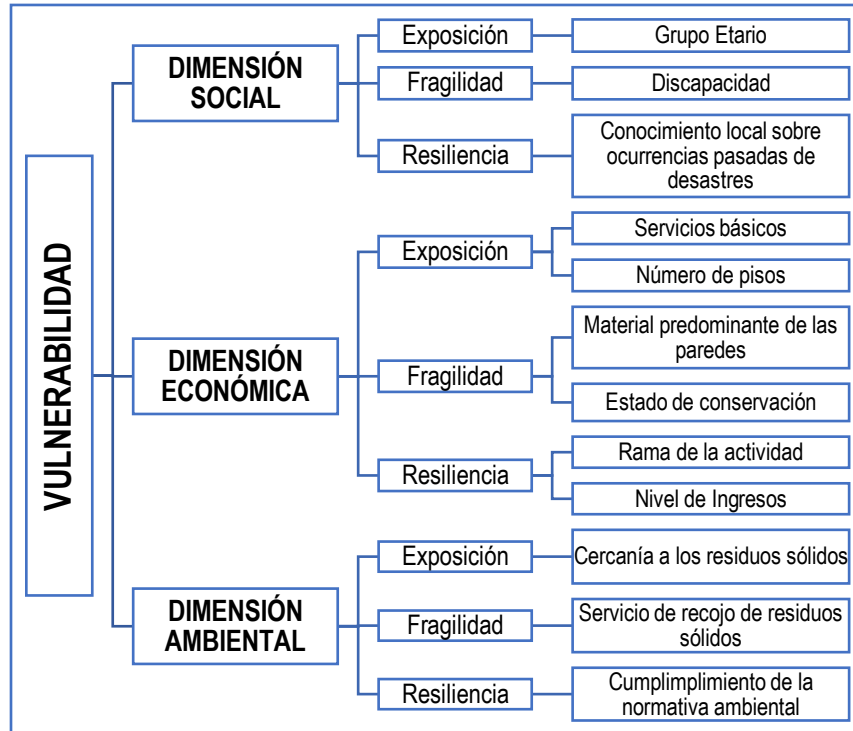 VULNERABILIDAD
DIMENSIÓN
SOCIAL
Exposición
Grupo Etario
Fragilidad
Discapacidad
Resiliencia
Conocimiento local sobre
ocurrencias pasadas de
desastres
DIMENSIÓN
ECONÓMICA
Exposición
Servicios básicos
Número de pisos
Fragilidad
Material predominante de las
paredes
Estado de conservación
Resiliencia
Rama de la actividad
Nivel de Ingresos
DIMENSIÓN
AMBIENTAL
Exposición
Cercanía a los residuos sólidos
Fragilidad
Servicio de recojo de residuos
sólidos
Resiliencia
Cumplimplimiento de la
normativa ambiental